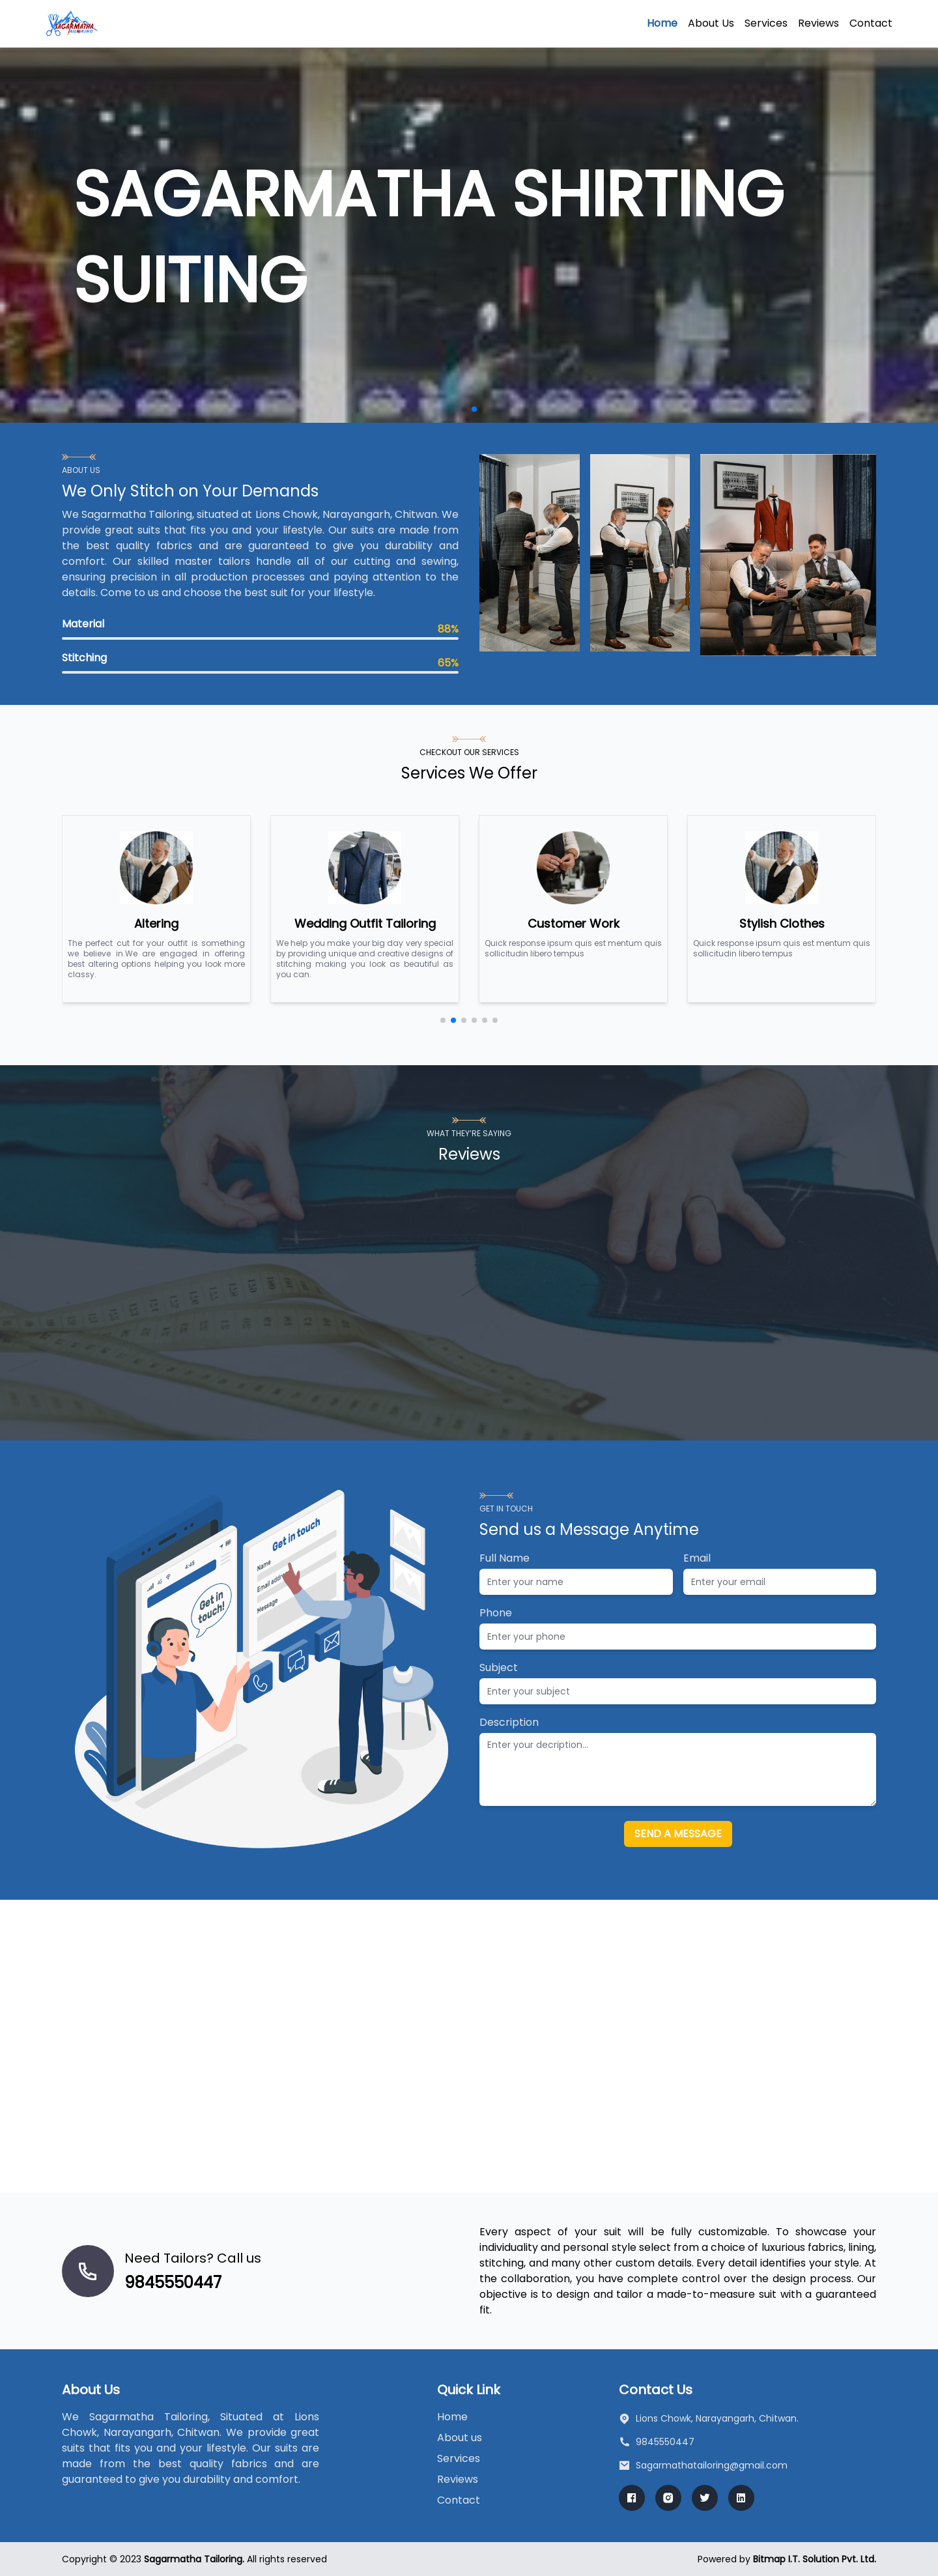 SAGARMATHA
TAILORING
Home About Us Services Reviews Contact
SAGARMATHA SHIRTING
SUITING
ABOUT US
We Only Stitch on Your Demands
We Sagarmatha Tailoring, situated at Lions Chowk, Narayangarh, Chitwan. We
provide great suits that fits you and your lifestyle. Our suits are made from
the best quality fabrics and are guaranteed to give you durability and
comfort. Our skilled master tailors handle all of our cutting and sewing,
ensuring precision in all production processes and paying attention to the
details. Come to us and choose the best suit for your lifestyle.
Material
88%
Stitching
65%
CHECKOUT OUR SERVICES
Services We Offer
Altering
The perfect cut for your outfit is something
we believe in.We are engaged in offering
best altering options helping you look more
classy.
Wedding Outfit Tailoring
We help you make your big day very special
by providing unique and creative designs of
stitching making you look as beautiful as
you can.
Customer Work
Quick response ipsum quis est mentum quis
sollicitudin libero tempus
Stylish Clothes
Quick response ipsum quis est mentum quis
sollicitudin libero tempus
WHAT THEY'RE SAYING
Reviews
4:45
4G
Get in
touch!
Get in touch
Name
Email address
Message
GET IN TOUCH
Send us a Message Anytime
Full Name
Enter your name
Email
Enter your email
Phone
Enter your phone
Subject
Enter your subject
Description
Enter your decription...
SEND A MESSAGE
Need Tailors? Call us
9845550447
Every aspect of your suit will be fully customizable. To showcase your
individuality and personal style select from a choice of luxurious fabrics, lining,
stitching, and many other custom details. Every detail identifies your style. At
the collaboration, you have complete control over the design process. Our
objective is to design and tailor a made-to-measure suit with a guaranteed
fit.
About Us
We Sagarmatha Tailoring, Situated at Lions
Chowk, Narayangarh, Chitwan. We provide great
suits that fits you and your lifestyle. Our suits are
made from the best quality fabrics and are
guaranteed to give you durability and comfort.
Quick Link
Home
About us
Services
Reviews
Contact
Contact Us
Lions Chowk, Narayangarh, Chitwan.
9845550447
Sagarmathatailoring@gmail.com
Copyright © 2023 Sagarmatha Tailoring. All rights reserved
Powered by Bitmap I.T. Solution Pvt. Ltd.